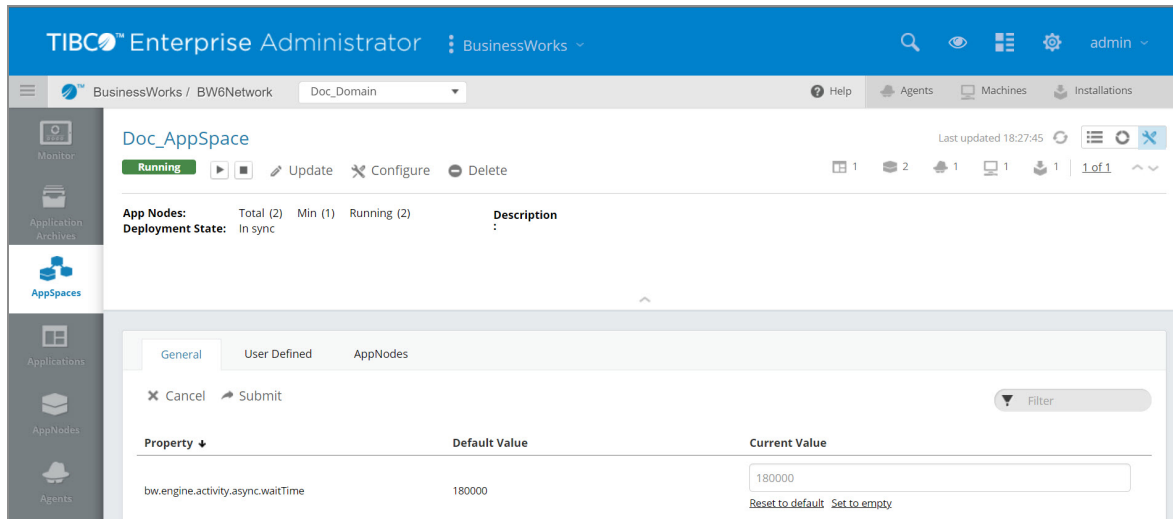 TIBCO™ Enterprise Administrator BusinessWorks admin
BusinessWorks / BW6Network Doc_Domain Help Agents Machines Installations
Monitor
Application
Archives
AppSpaces
Applications
AppNodes
Agents
Doc_AppSpace Last updated 18:27:45
Running Update Configure Delete 1 2 1 1 1 1 of 1
App Nodes: Total (2) Min (1) Running (2) Description
Deployment State: In sync :
General User Defined AppNodes
Cancel Submit Filter
Property Default Value Current Value
bw.engine.activity.async.waitTime 180000 180000
Reset to default Set to empty